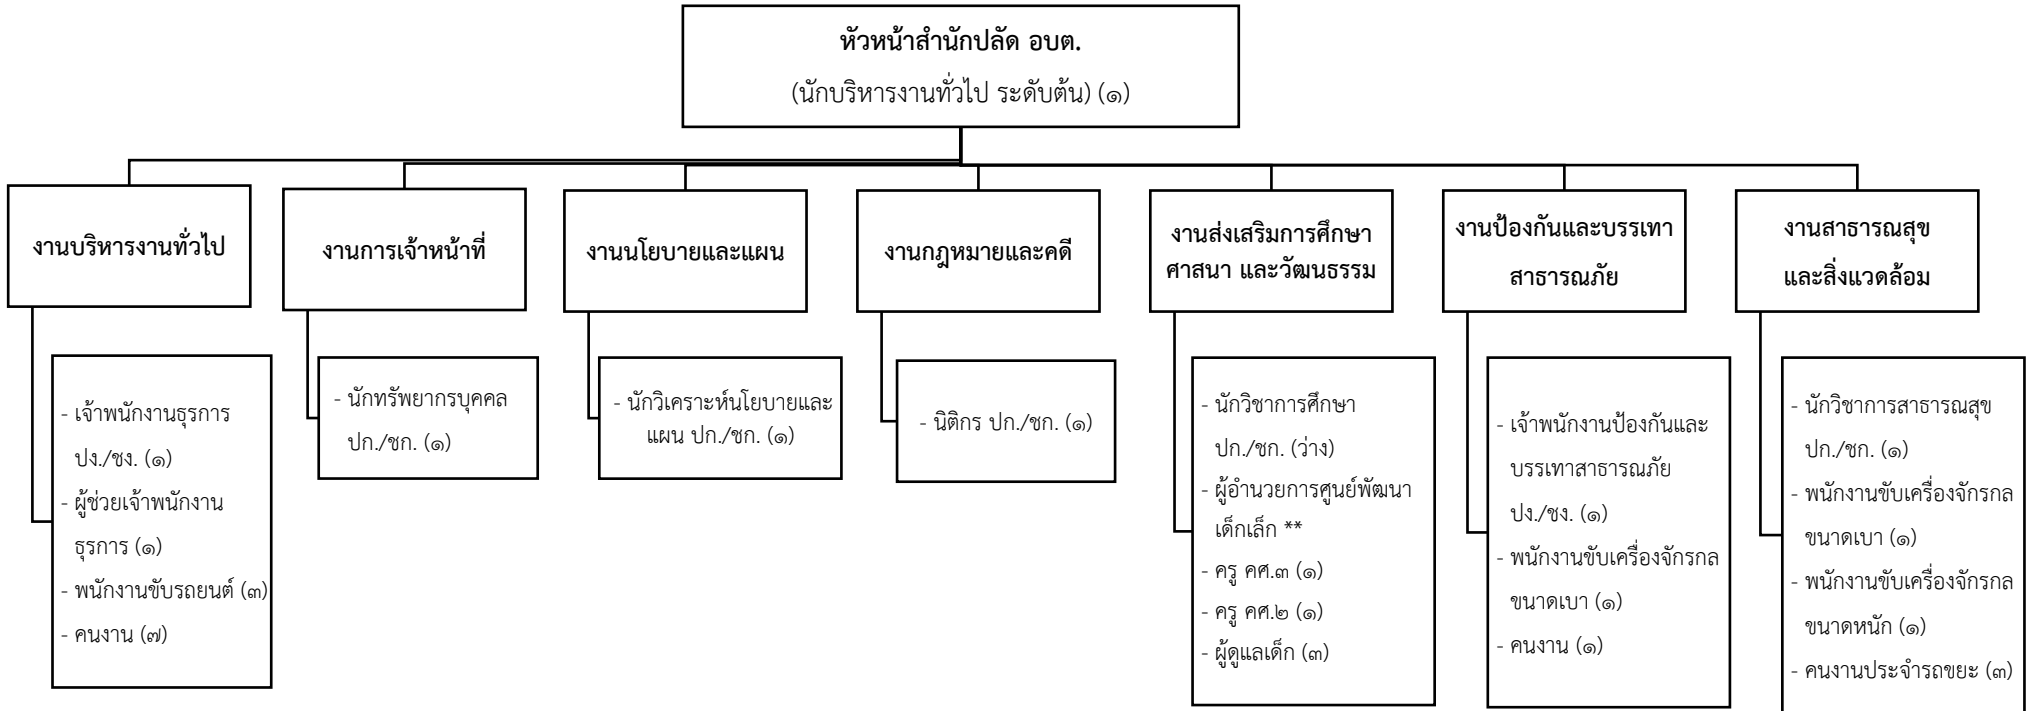 หัวหน้าสำนักปลัด อบต.
(นักบริหารงานทั่วไป ระดับต้น) (๑)
งานบริหารงานทั่วไป
- เจ้าพนักงานธุรการ
ปง./ชง. (๑)
- ผู้ช่วยเจ้าพนักงาน
ธุรการ (๑)
- พนักงานขับรถยนต์ (๓)
- คนงาน (๗)
งานการเจ้าหน้าที่
- นักทรัพยากรบุคคล
ปก./ชก. (๑)
งานนโยบายและแผน
- นักวิเคราะห์นโยบายและ
แผน ปก./ชก. (๑)
งานกฎหมายและคดี
- นิติกร ปก./ชก. (๑)
งานส่งเสริมการศึกษา
ศาสนา และวัฒนธรรม
- นักวิชาการศึกษา
ปก./ชก. (ว่าง)
- ผู้อำนวยการศูนย์พัฒนา
เด็กเล็ก **
- ครู คศ.๓ (๑)
- ครู คศ.๒ (๑)
- ผู้ดูแลเด็ก (๓)
งานป้องกันและบรรเทา
สาธารณภัย
- เจ้าพนักงานป้องกันและ
บรรเทาสาธารณภัย
ปง./ชง. (๑)
- พนักงานขับเครื่องจักรกล
ขนาดเบา (๑)
- คนงาน (๑)
งานสาธารณสุข
และสิ่งแวดล้อม
- นักวิชาการสาธารณสุข
ปก./ชก. (๑)
- พนักงานขับเครื่องจักรกล
ขนาดเบา (๑)
- พนักงานขับเครื่องจักรกล
ขนาดหนัก (๑)
- คนงานประจำรถขยะ (๓)